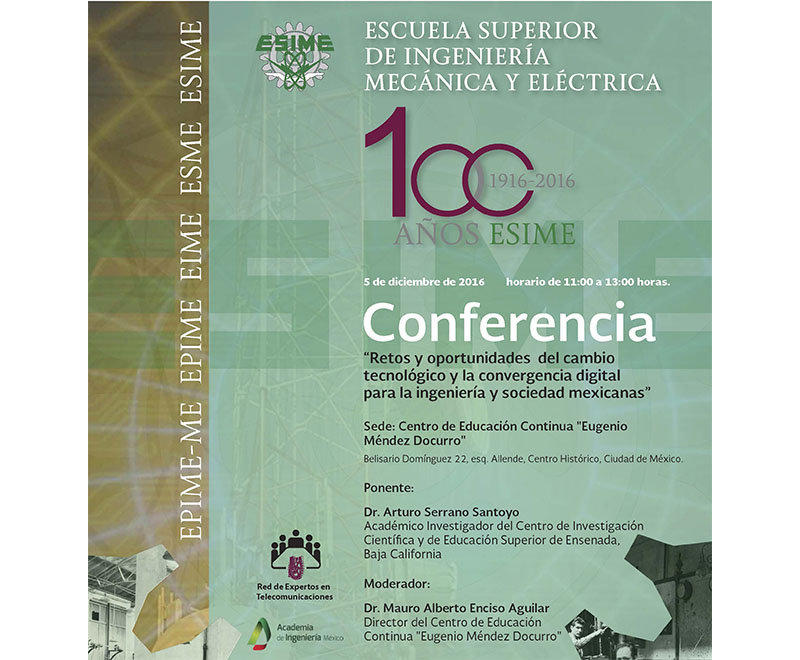 ESIME
ESCUELA SUPERIOR
DE INGENIERÍA
MECÁNICA Y ELÉCTRICA
100
1916-2016
AÑOS ESIME
EPIME-ME EPIME EIME ESME ESIME
ESIME
5 de diciembre de 2016 horario de 11:00 a 13:00 horas.
Conferencia
“Retos y oportunidades del cambio
tecnológico y la convergencia digital
para la ingeniería y sociedad mexicanas”
Sede: Centro de Educación Continua "Eugenio
Méndez Docurro"
Belisario Domínguez 22, esq. Allende, Centro Histórico, Ciudad de México.
Ponente:
Dr. Arturo Serrano Santoyo
Académico Investigador del Centro de Investigación
Científica y de Educación Superior de Ensenada,
Baja California
Moderador:
Dr. Mauro Alberto Enciso Aguilar
Director del Centro de Educación
Continua "Eugenio Méndez Docurro"
Red de Expertos en
Telecomunicaciones
Academia
de Ingeniería México